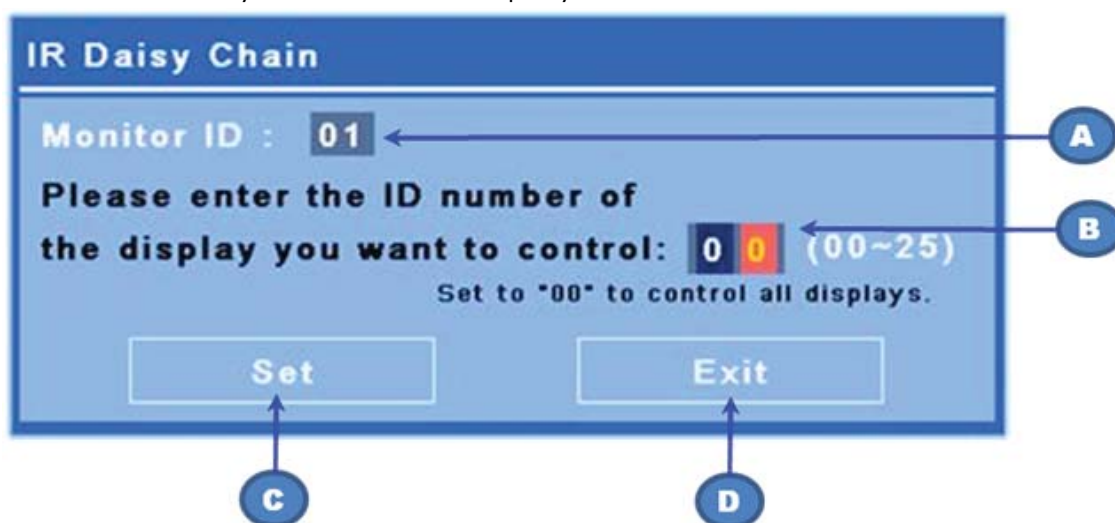 IR Daisy Chain
Monitor ID : 01
A
Please enter the ID number of
the display you want to control: 0 0 (00~25)
B
Set to "00" to control all displays.
Set Exit
C D